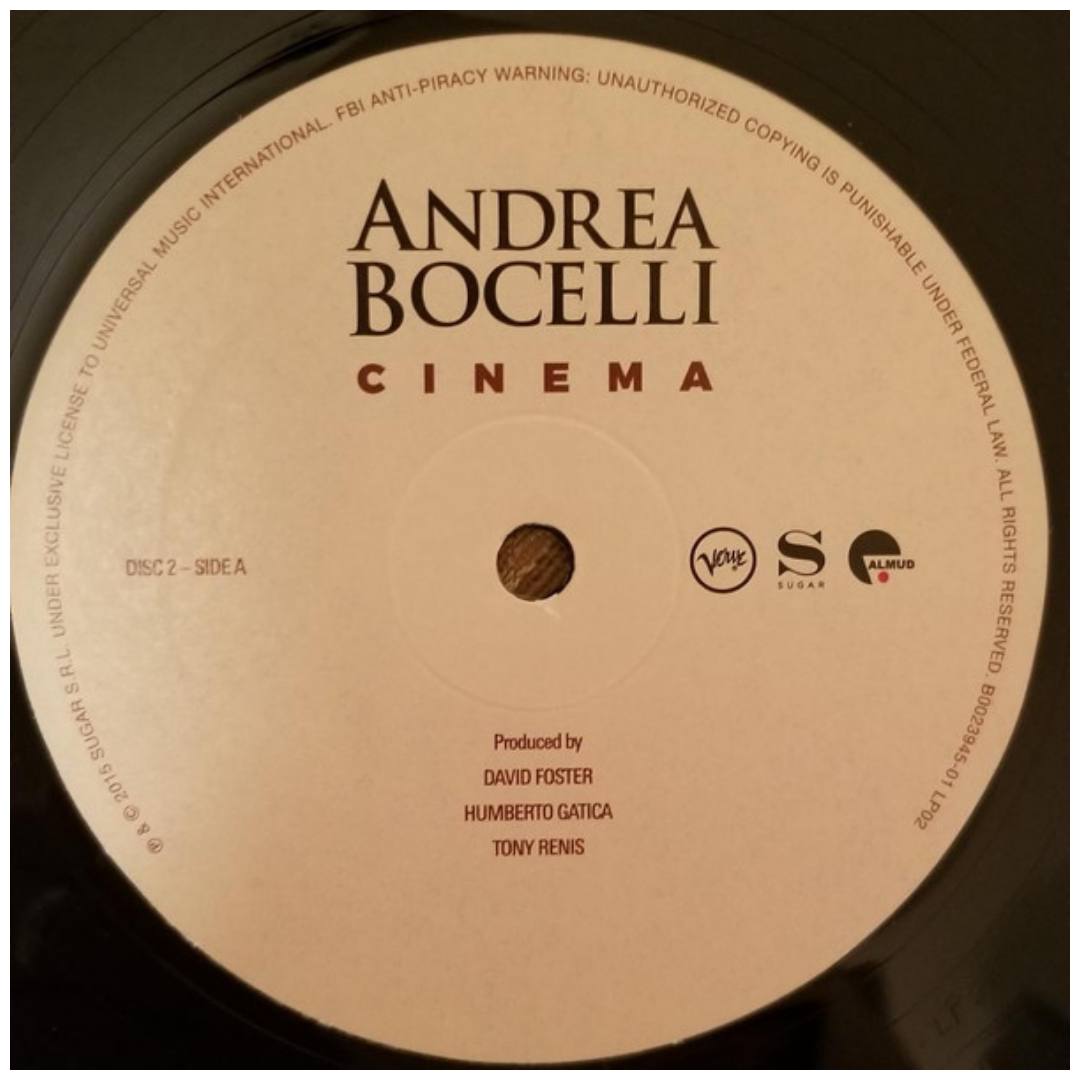 ANDREA
BOCELLI
CINEMA
DISC 2 – SIDE A
Verve
S
SUGAR
ALMUD
Produced by
DAVID FOSTER
HUMBERTO GATICA
TONY RENIS
℗ & © 2015 SUGAR S.R.L. UNDER EXCLUSIVE LICENSE TO UNIVERSAL MUSIC INTERNATIONAL. FBI ANTI-PIRACY WARNING: UNAUTHORIZED COPYING IS PUNISHABLE UNDER FEDERAL LAW. ALL RIGHTS RESERVED. B0023945-01 LP02